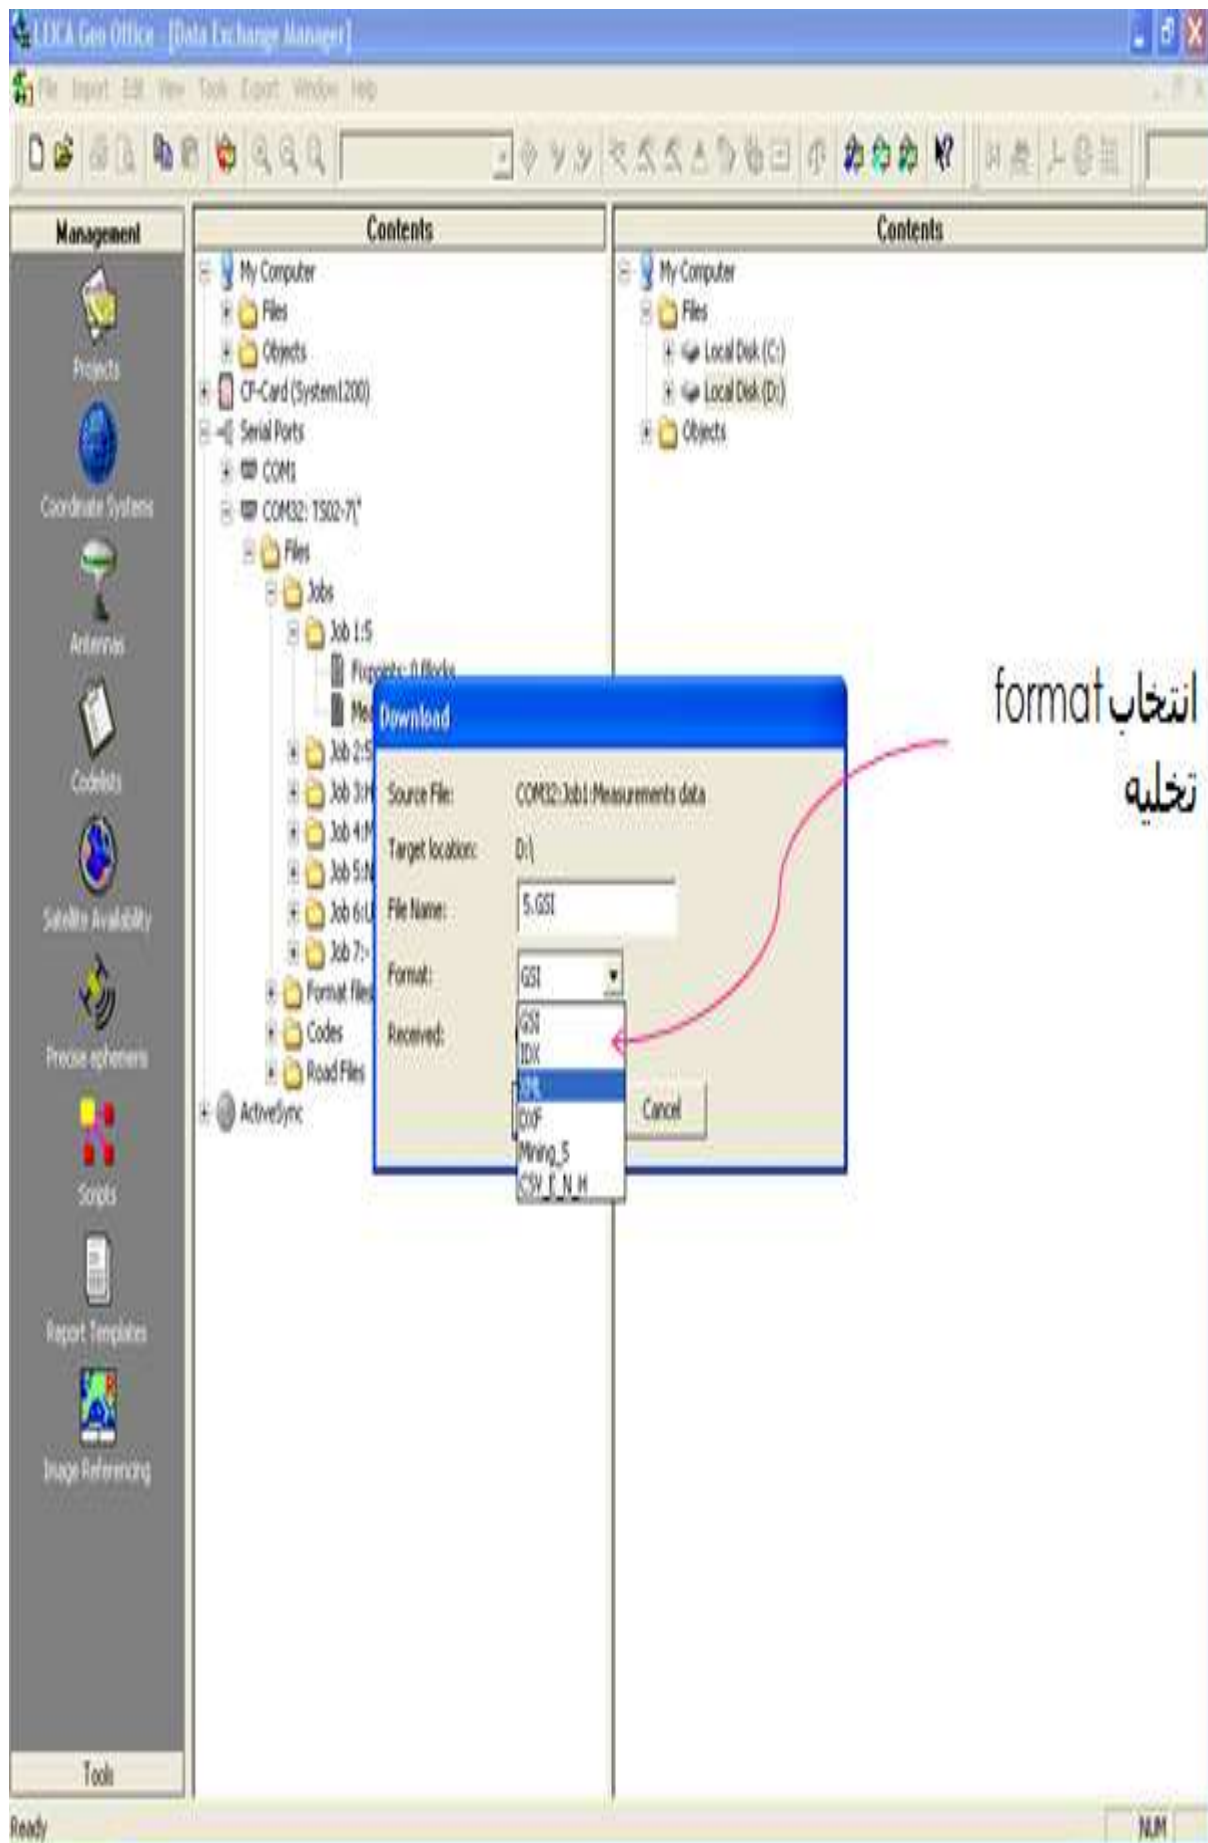 LEICA Geo Office - [Data Exchange Manager]
File Import Edit View Tools Export Window Help
Management
Projects
Coordinate Systems
Antennas
Codelists
Satellite Availability
Precise ephemeris
Scripts
Report Templates
Image Referencing
Tools
Contents
My Computer
Files
Objects
CF-Card (System1200)
Serial Ports
COM1
COM32: TS02-7\"
Files
Jobs
Job 1:5
Fixpoints: 0 Blocks
Mea
Job 2:5
Job 3:
Job 4:M
Job 5:N
Job 6:
Job 7:-
Format files
Codes
Road Files
ActiveSync
Contents
My Computer
Files
Local Disk (C:)
Local Disk (D:)
Objects
Download
Source File: COM32:Job1:Measurements data
Target location: D:\
File Name: 5.GSI
Format: GSI
GSI
IDX
XML
DXF
Mining_5
CSV_E_N_H
Received:
Cancel
انتخاب format
تخلیه
Ready
NUM